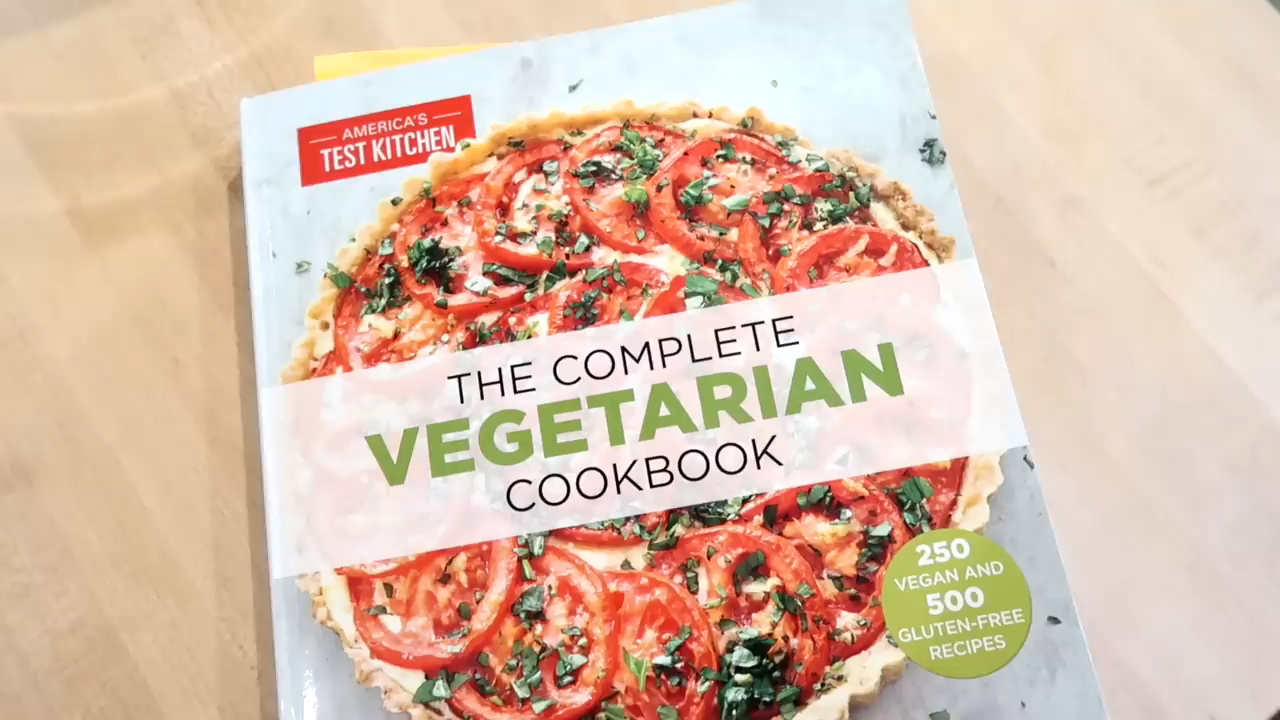 AMERICA'S
TEST KITCHEN
THE COMPLETE
VEGETARIAN
COOKBOOK
250
VEGAN AND
500
GLUTEN-FREE
RECIPES